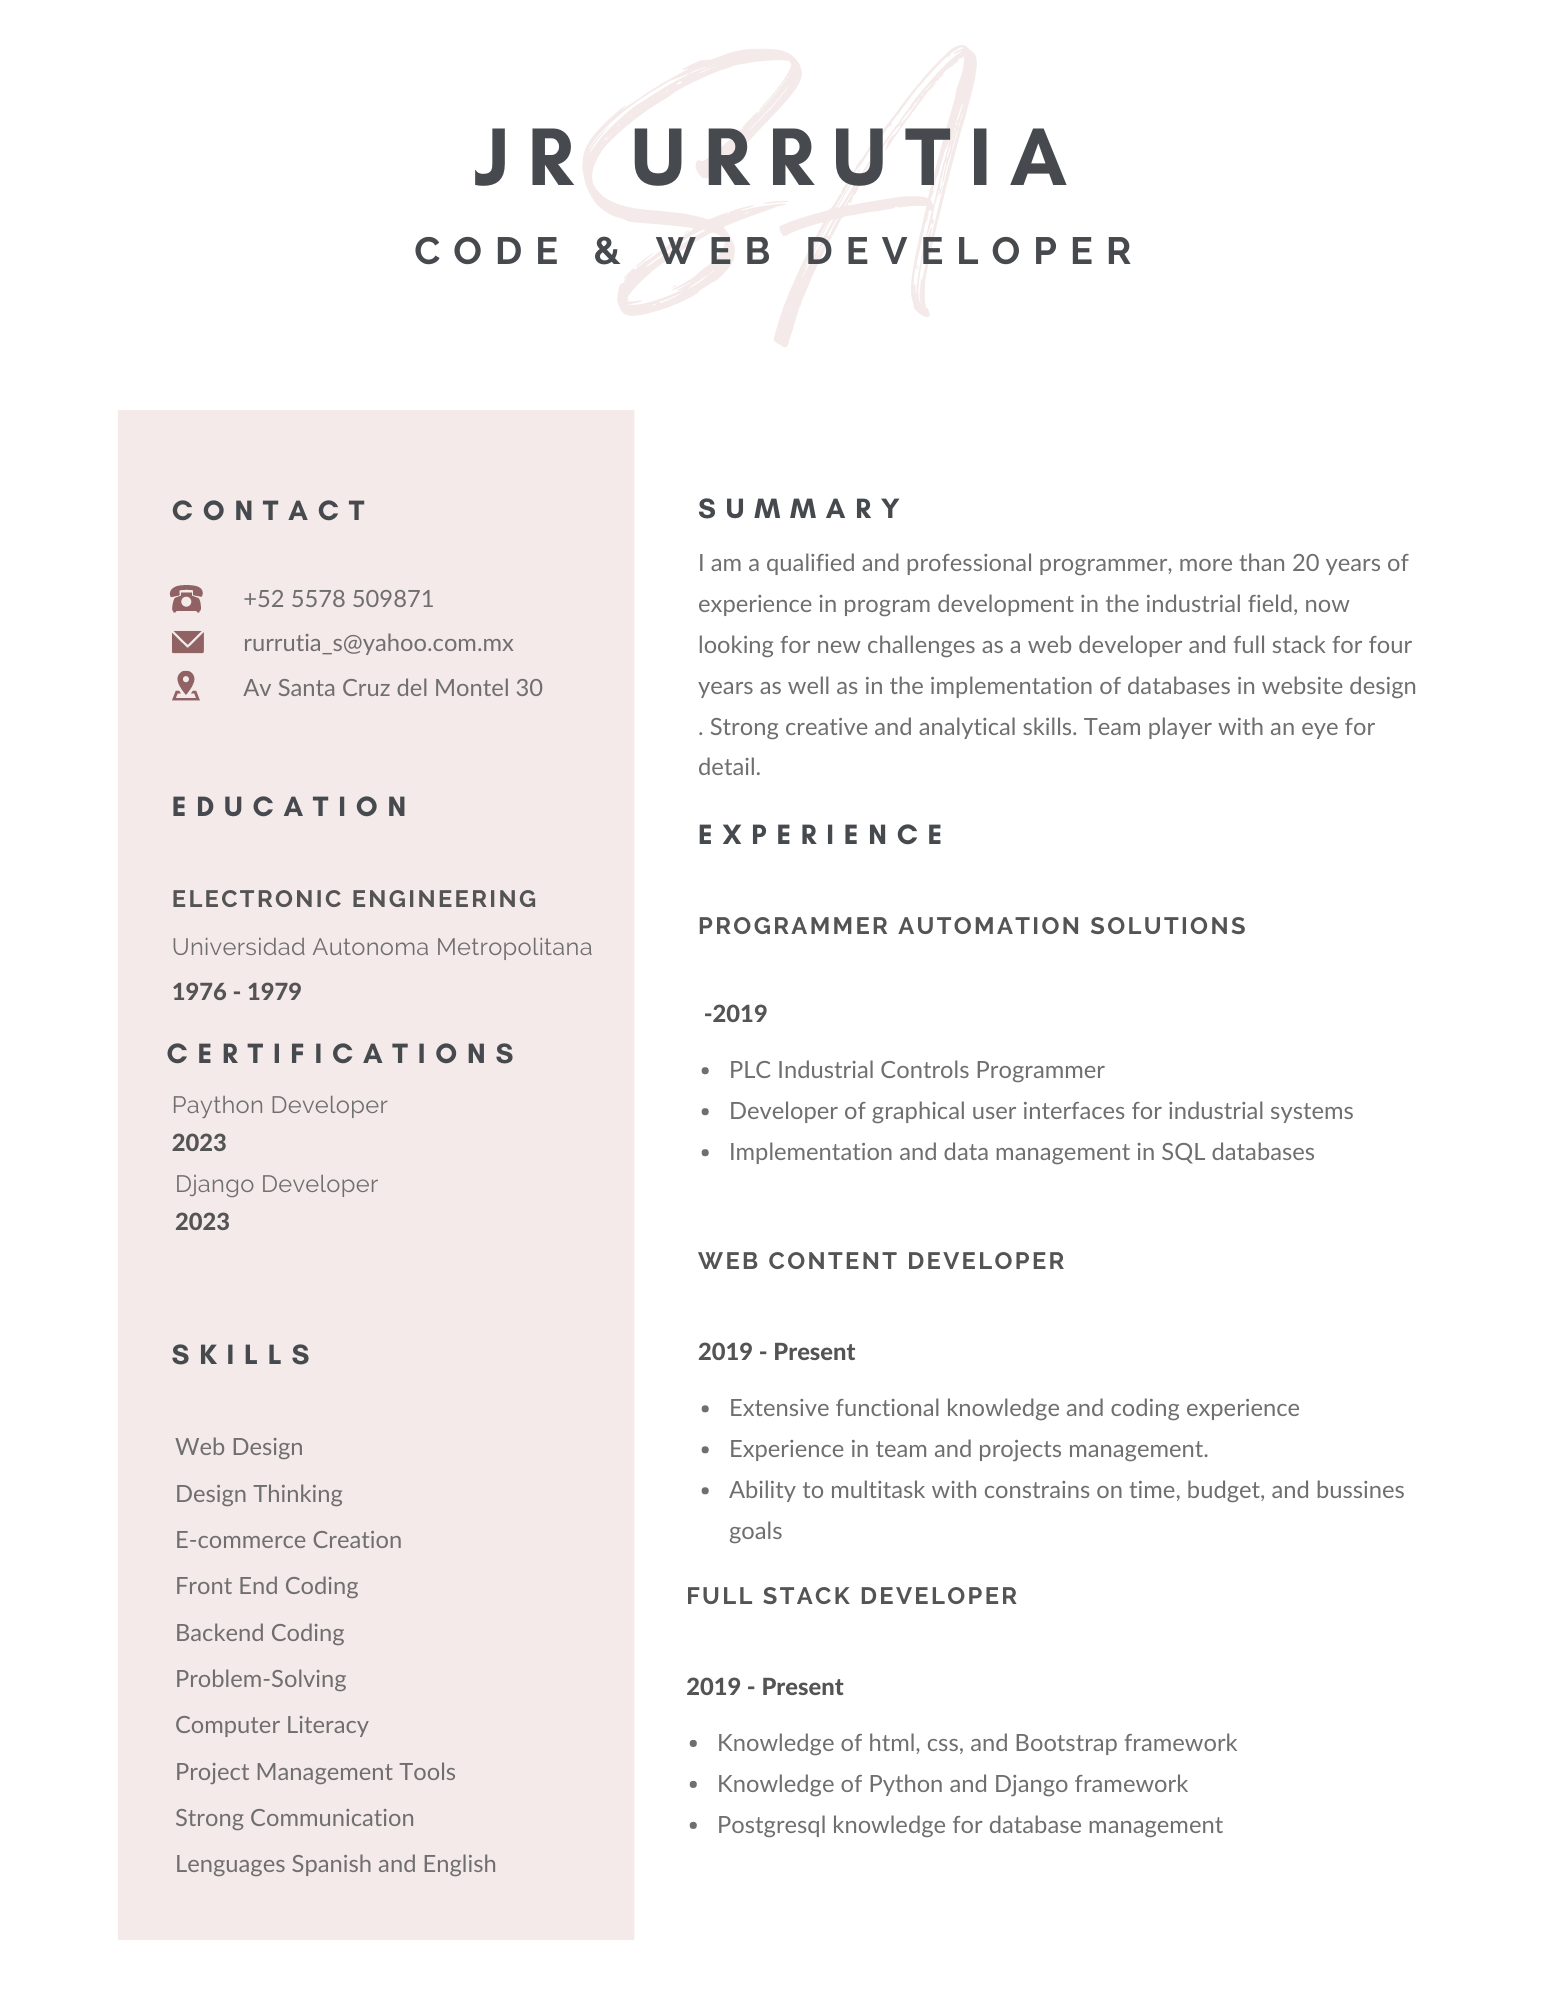 SA
JR URRUTIA
CODE & WEB DEVELOPER
CONTACT
+52 5578 509871
rurrutia_s@yahoo.com.mx
Av Santa Cruz del Montel 30
EDUCATION
ELECTRONIC ENGINEERING
Universidad Autonoma Metropolitana
1976 - 1979
CERTIFICATIONS
Paython Developer
2023
Django Developer
2023
SKILLS
Web Design
Design Thinking
E-commerce Creation
Front End Coding
Backend Coding
Problem-Solving
Computer Literacy
Project Management Tools
Strong Communication
Lenguages Spanish and English
SUMMARY
I am a qualified and professional programmer, more than 20 years of
experience in program development in the industrial field, now
looking for new challenges as a web developer and full stack for four
years as well as in the implementation of databases in website design
. Strong creative and analytical skills. Team player with an eye for
detail.
EXPERIENCE
PROGRAMMER AUTOMATION SOLUTIONS
-2019
• PLC Industrial Controls Programmer
• Developer of graphical user interfaces for industrial systems
• Implementation and data management in SQL databases
WEB CONTENT DEVELOPER
2019 - Present
• Extensive functional knowledge and coding experience
• Experience in team and projects management.
• Ability to multitask with constrains on time, budget, and bussines
goals
FULL STACK DEVELOPER
2019 - Present
• Knowledge of html, css, and Bootstrap framework
• Knowledge of Python and Django framework
• Postgresql knowledge for database management